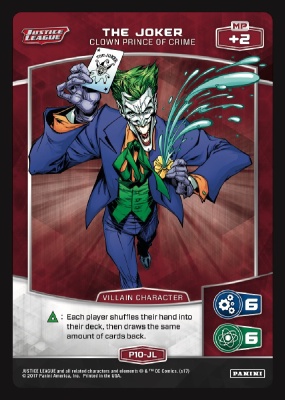 JUSTICE LEAGUE
THE JOKER
CLOWN PRINCE OF CRIME
MP
+2
VILLAIN CHARACTER
: Each player shuffles their hand into
their deck, then draws the same
amount of cards back.
6
6
P10-JL
JUSTICE LEAGUE and all related characters and elements © & ™ DC Comics. (s17)
© 2017 Panini America, Inc. Printed in the USA.
PANINI